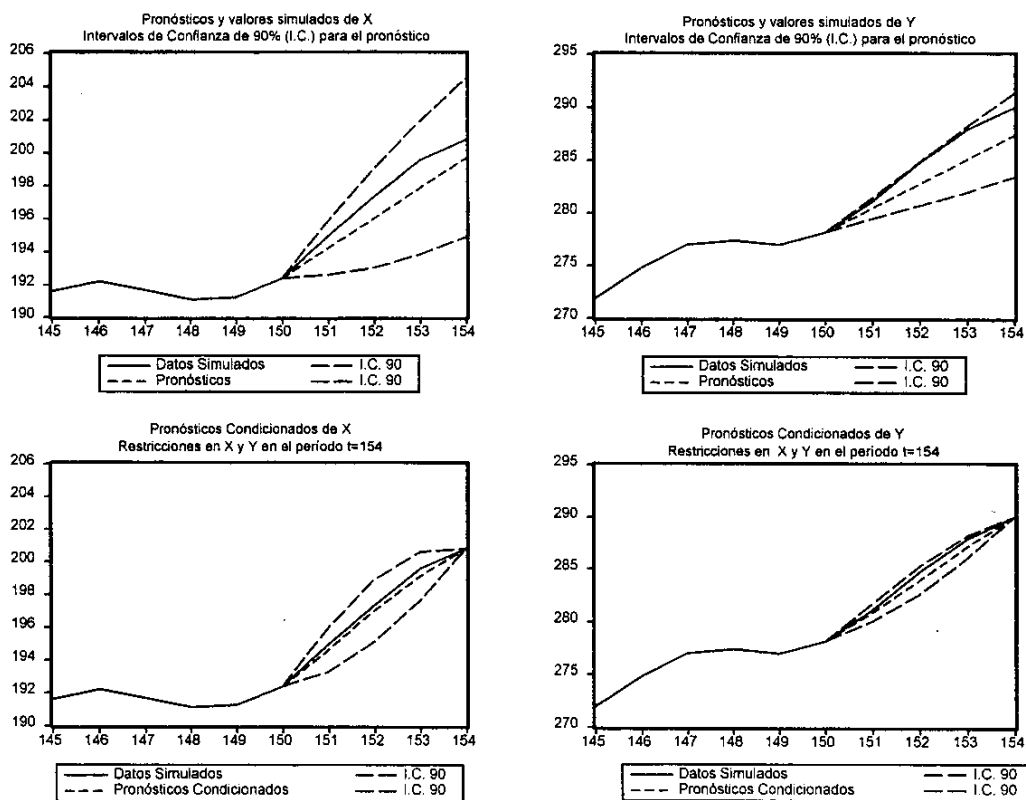 Pronósticos y valores simulados de X
Intervalos de Confianza de 90% (I.C.) para el pronóstico
206
204
202
200
198
196
194
192
190
145 146 147 148 149 150 151 152 153 154
Datos Simulados I.C. 90
Pronósticos I.C. 90
Pronósticos y valores simulados de Y
Intervalos de Confianza de 90% (I.C.) para el pronóstico
295
290
285
280
275
270
145 146 147 148 149 150 151 152 153 154
Datos Simulados I.C. 90
Pronósticos I.C. 90
Pronósticos Condicionados de X
Restricciones en X y Y en el período t=154
206
204
202
200
198
196
194
192
190
145 146 147 148 149 150 151 152 153 154
Datos Simulados I.C. 90
Pronósticos Condicionados I.C. 90
Pronósticos Condicionados de Y
Restricciones en X y Y en el período t=154
295
290
285
280
275
270
145 146 147 148 149 150 151 152 153 154
Datos Simulados I.C. 90
Pronósticos Condicionados I.C. 90